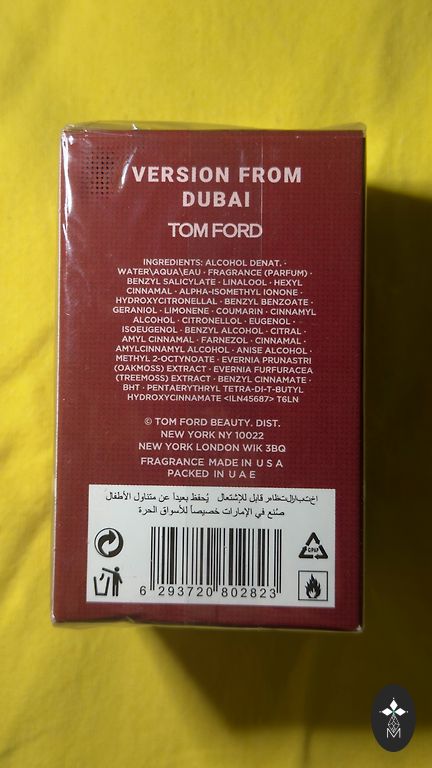 VERSION FROM
DUBAI
TOM FORD
INGREDIENTS: ALCOHOL DENAT. ·
WATER\AQUA\EAU · FRAGRANCE (PARFUM) ·
BENZYL SALICYLATE · LINALOOL · HEXYL
CINNAMAL · ALPHA-ISOMETHYL IONONE ·
HYDROXYCITRONELLAL · BENZYL BENZOATE ·
GERANIOL · LIMONENE · COUMARIN · CINNAMYL
ALCOHOL · CITRONELLOL · EUGENOL ·
ISOEUGENOL · BENZYL ALCOHOL · CITRAL ·
AMYL CINNAMAL · FARNEZOL · CINNAMAL ·
AMYLCINNAMYL ALCOHOL · ANISE ALCOHOL ·
METHYL 2-OCTYNOATE · EVERNIA PRUNASTRI
(OAKMOSS) EXTRACT · EVERNIA FURFURACEA
(TREEMOSS) EXTRACT · BENZYL CINNAMATE ·
BHT · PENTAERYTHRYL TETRA-DI-T-BUTYL
HYDROXYCINNAMATE <ILN45687> T6LN
© TOM FORD BEAUTY. DIST.
NEW YORK NY 10022
NEW YORK LONDON WIK 3BQ
FRAGRANCE MADE IN U S A
PACKED IN U A E
قابل للإشتعال يُحفظ بعيدا عن متناول الأطفال
صُنع في الإمارات خصيصاً للأسواق الحرة
GPAP
6 293720 802823
M